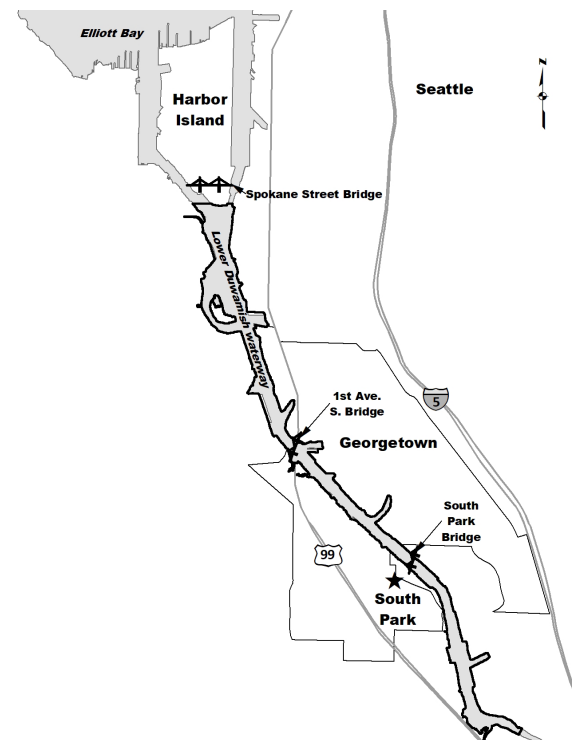 Elliott Bay
N
Seattle
Harbor
Island
Spokane Street Bridge
Lower Duwamish waterway
1st Ave.
S. Bridge
5
Georgetown
South
Park
Bridge
99
South
Park